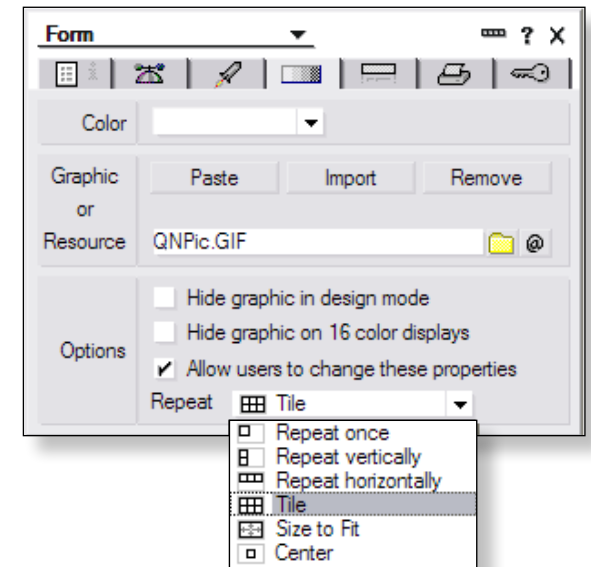 Form ? X
Color
Graphic or Resource
Paste Import Remove
QNPic.GIF @
Options
Hide graphic in design mode
Hide graphic on 16 color displays
Allow users to change these properties
Repeat Tile
Repeat once
Repeat vertically
Repeat horizontally
Tile
Size to Fit
Center